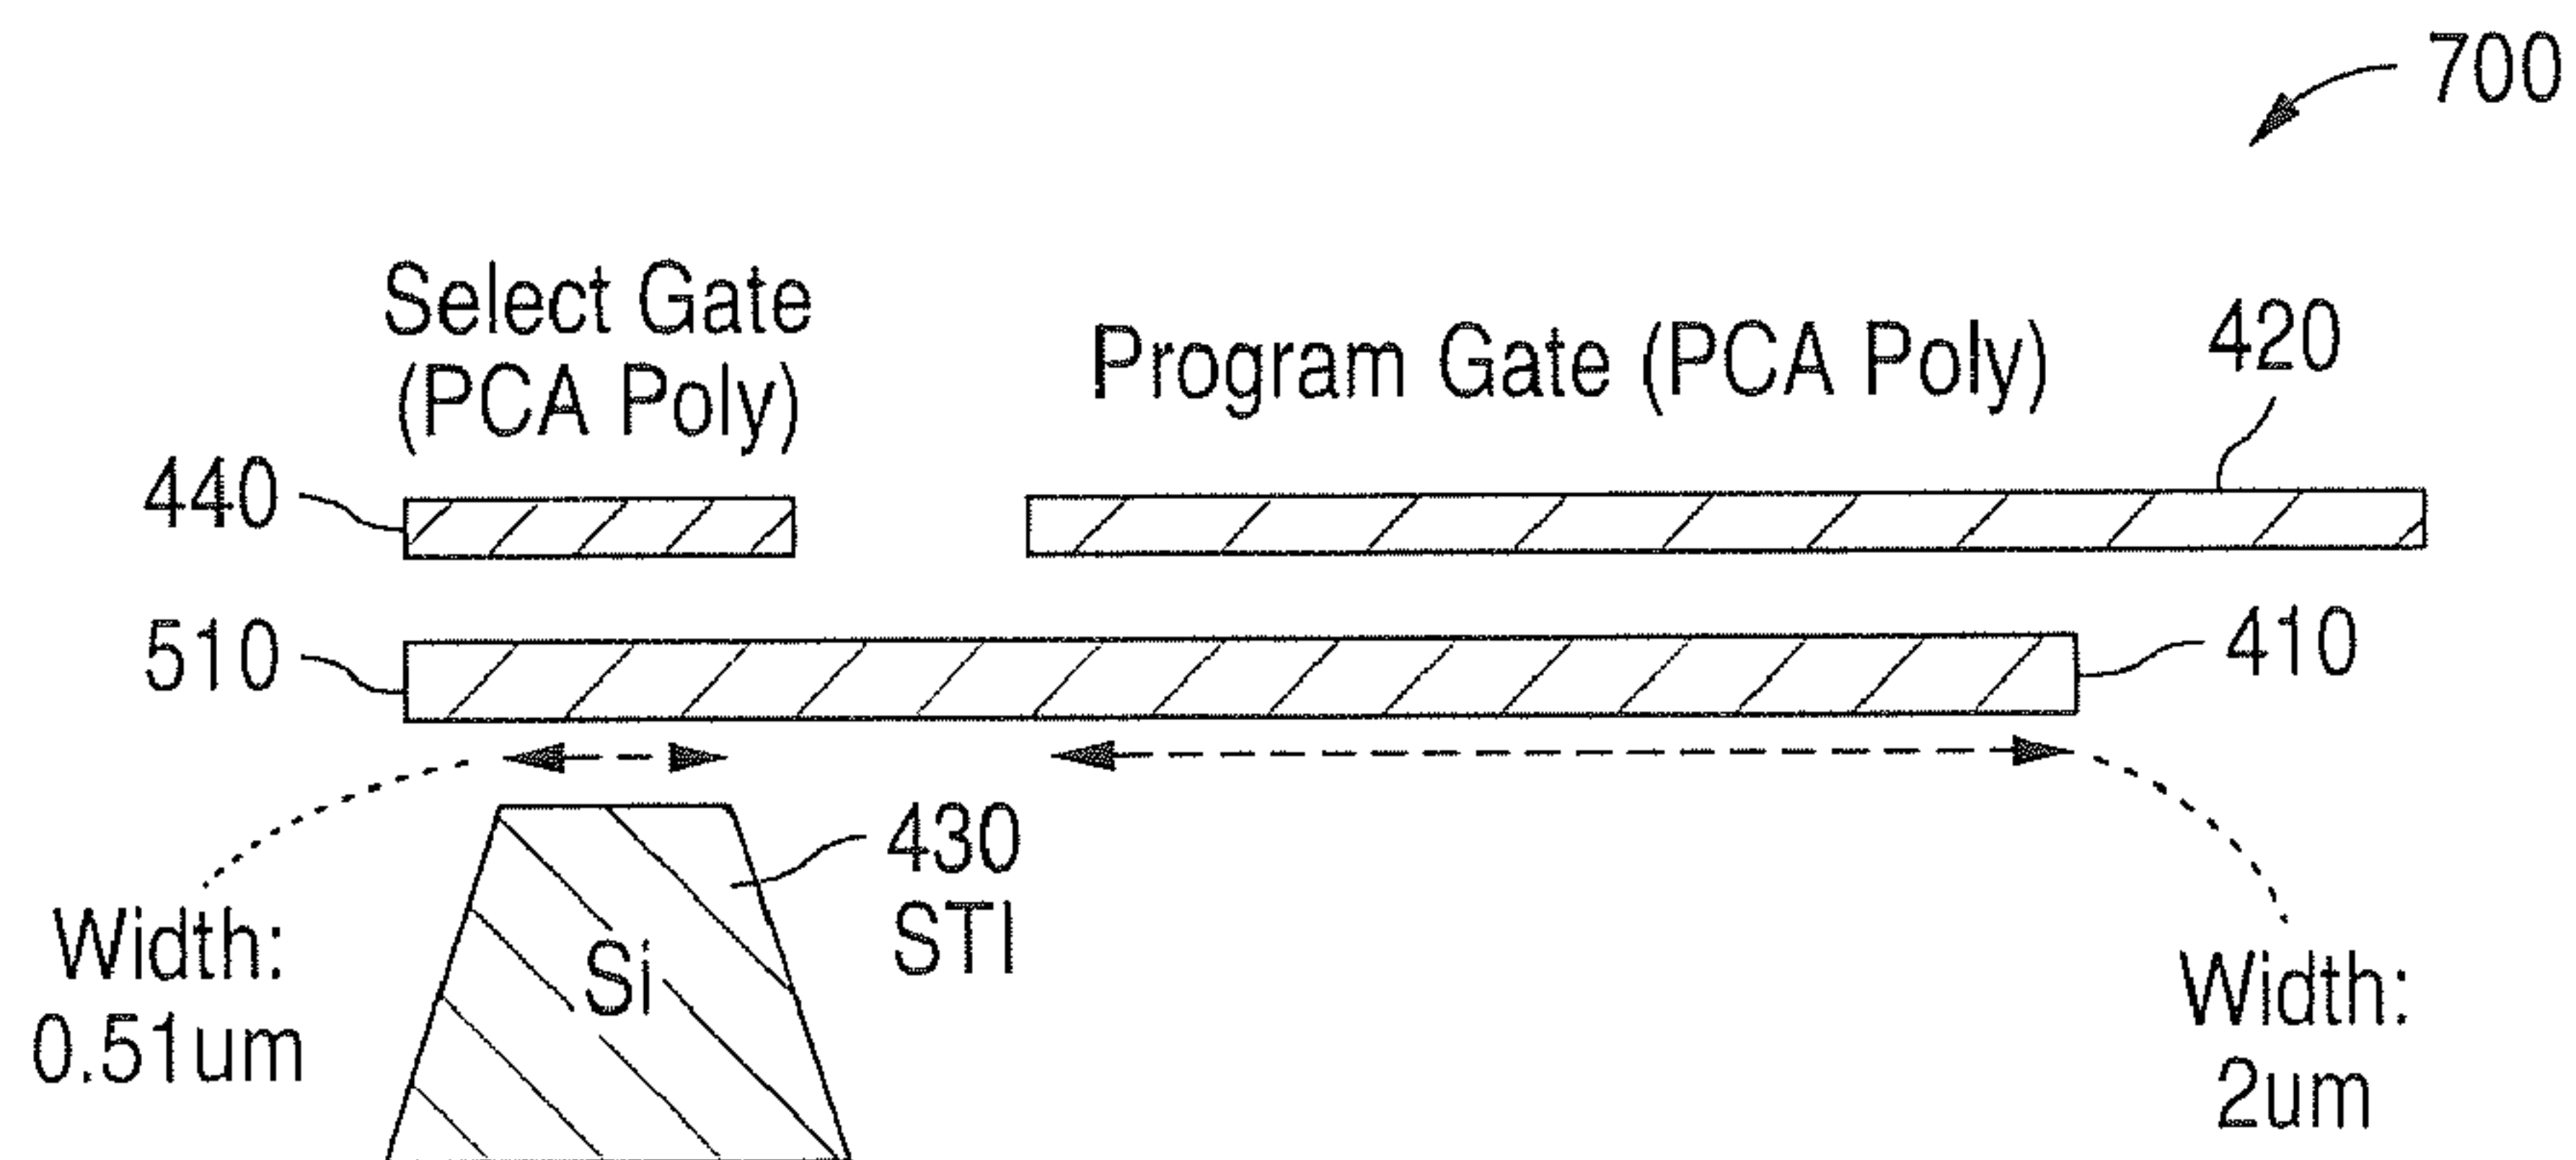 700
Select Gate
(PCA Poly)
Program Gate (PCA Poly)
420
440
510
410
430
STI
Si
Width:
0.51um
Width:
2um